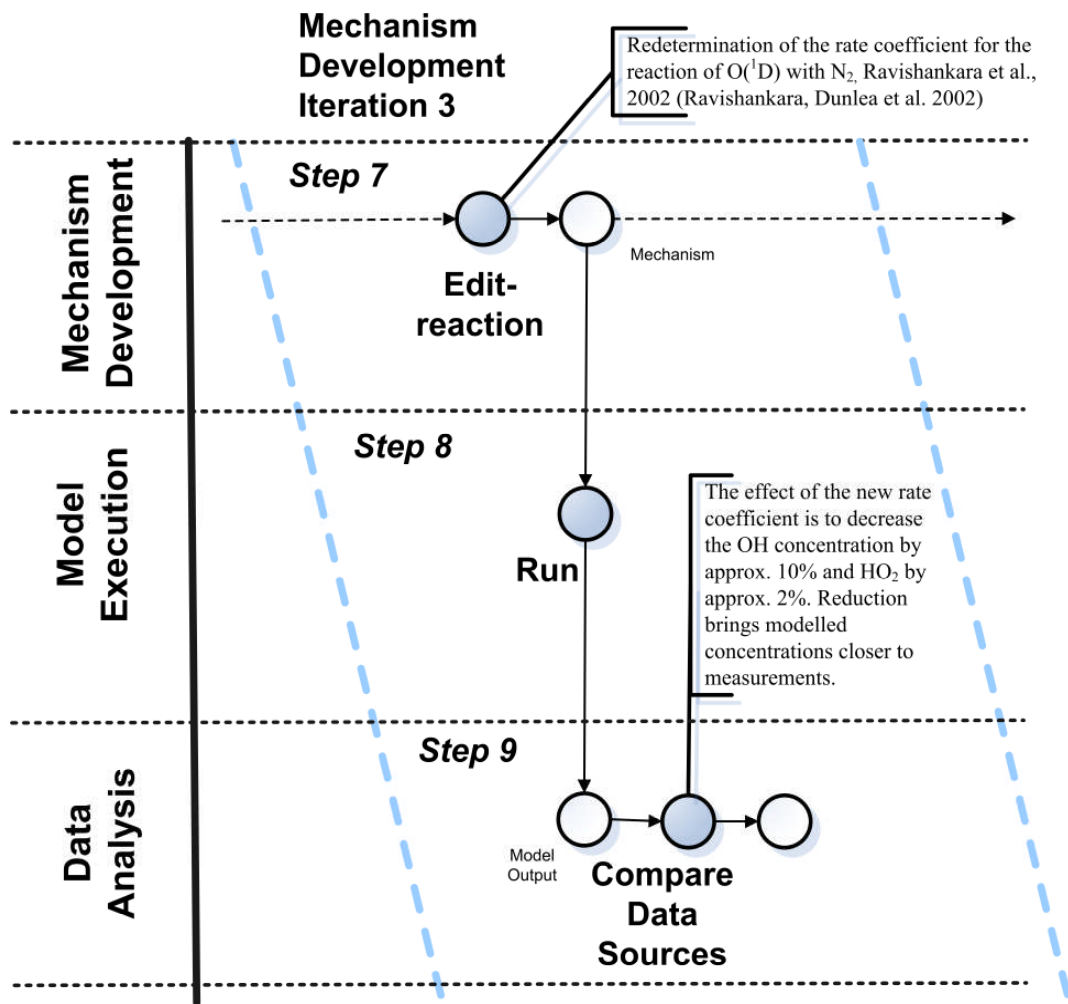 Mechanism
Development
Iteration 3
Redetermination of the rate coefficient for the
reaction of O(¹D) with N₂, Ravishankara et al.,
2002 (Ravishankara, Dunlea et al. 2002)
Mechanism
Development
Step 7
Edit-
reaction
Mechanism
Model
Execution
Step 8
Run
The effect of the new rate
coefficient is to decrease
the OH concentration by
approx. 10% and HO₂ by
approx. 2%. Reduction
brings modelled
concentrations closer to
measurements.
Data
Analysis
Step 9
Model
Output
Compare
Data
Sources